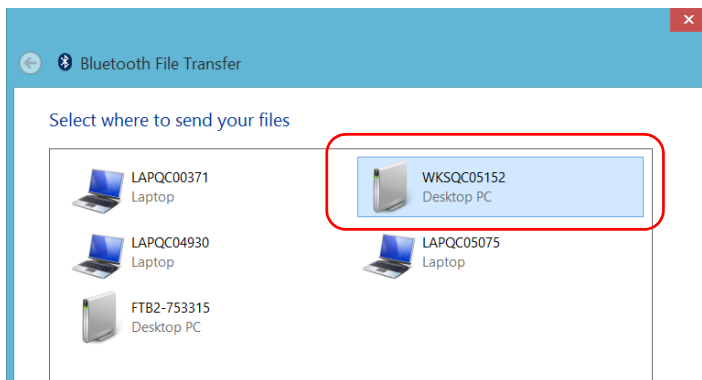 Bluetooth File Transfer
Select where to send your files
LAPQC00371
Laptop
WKSQC05152
Desktop PC
LAPQC04930
Laptop
LAPQC05075
Laptop
FTB2-753315
Desktop PC